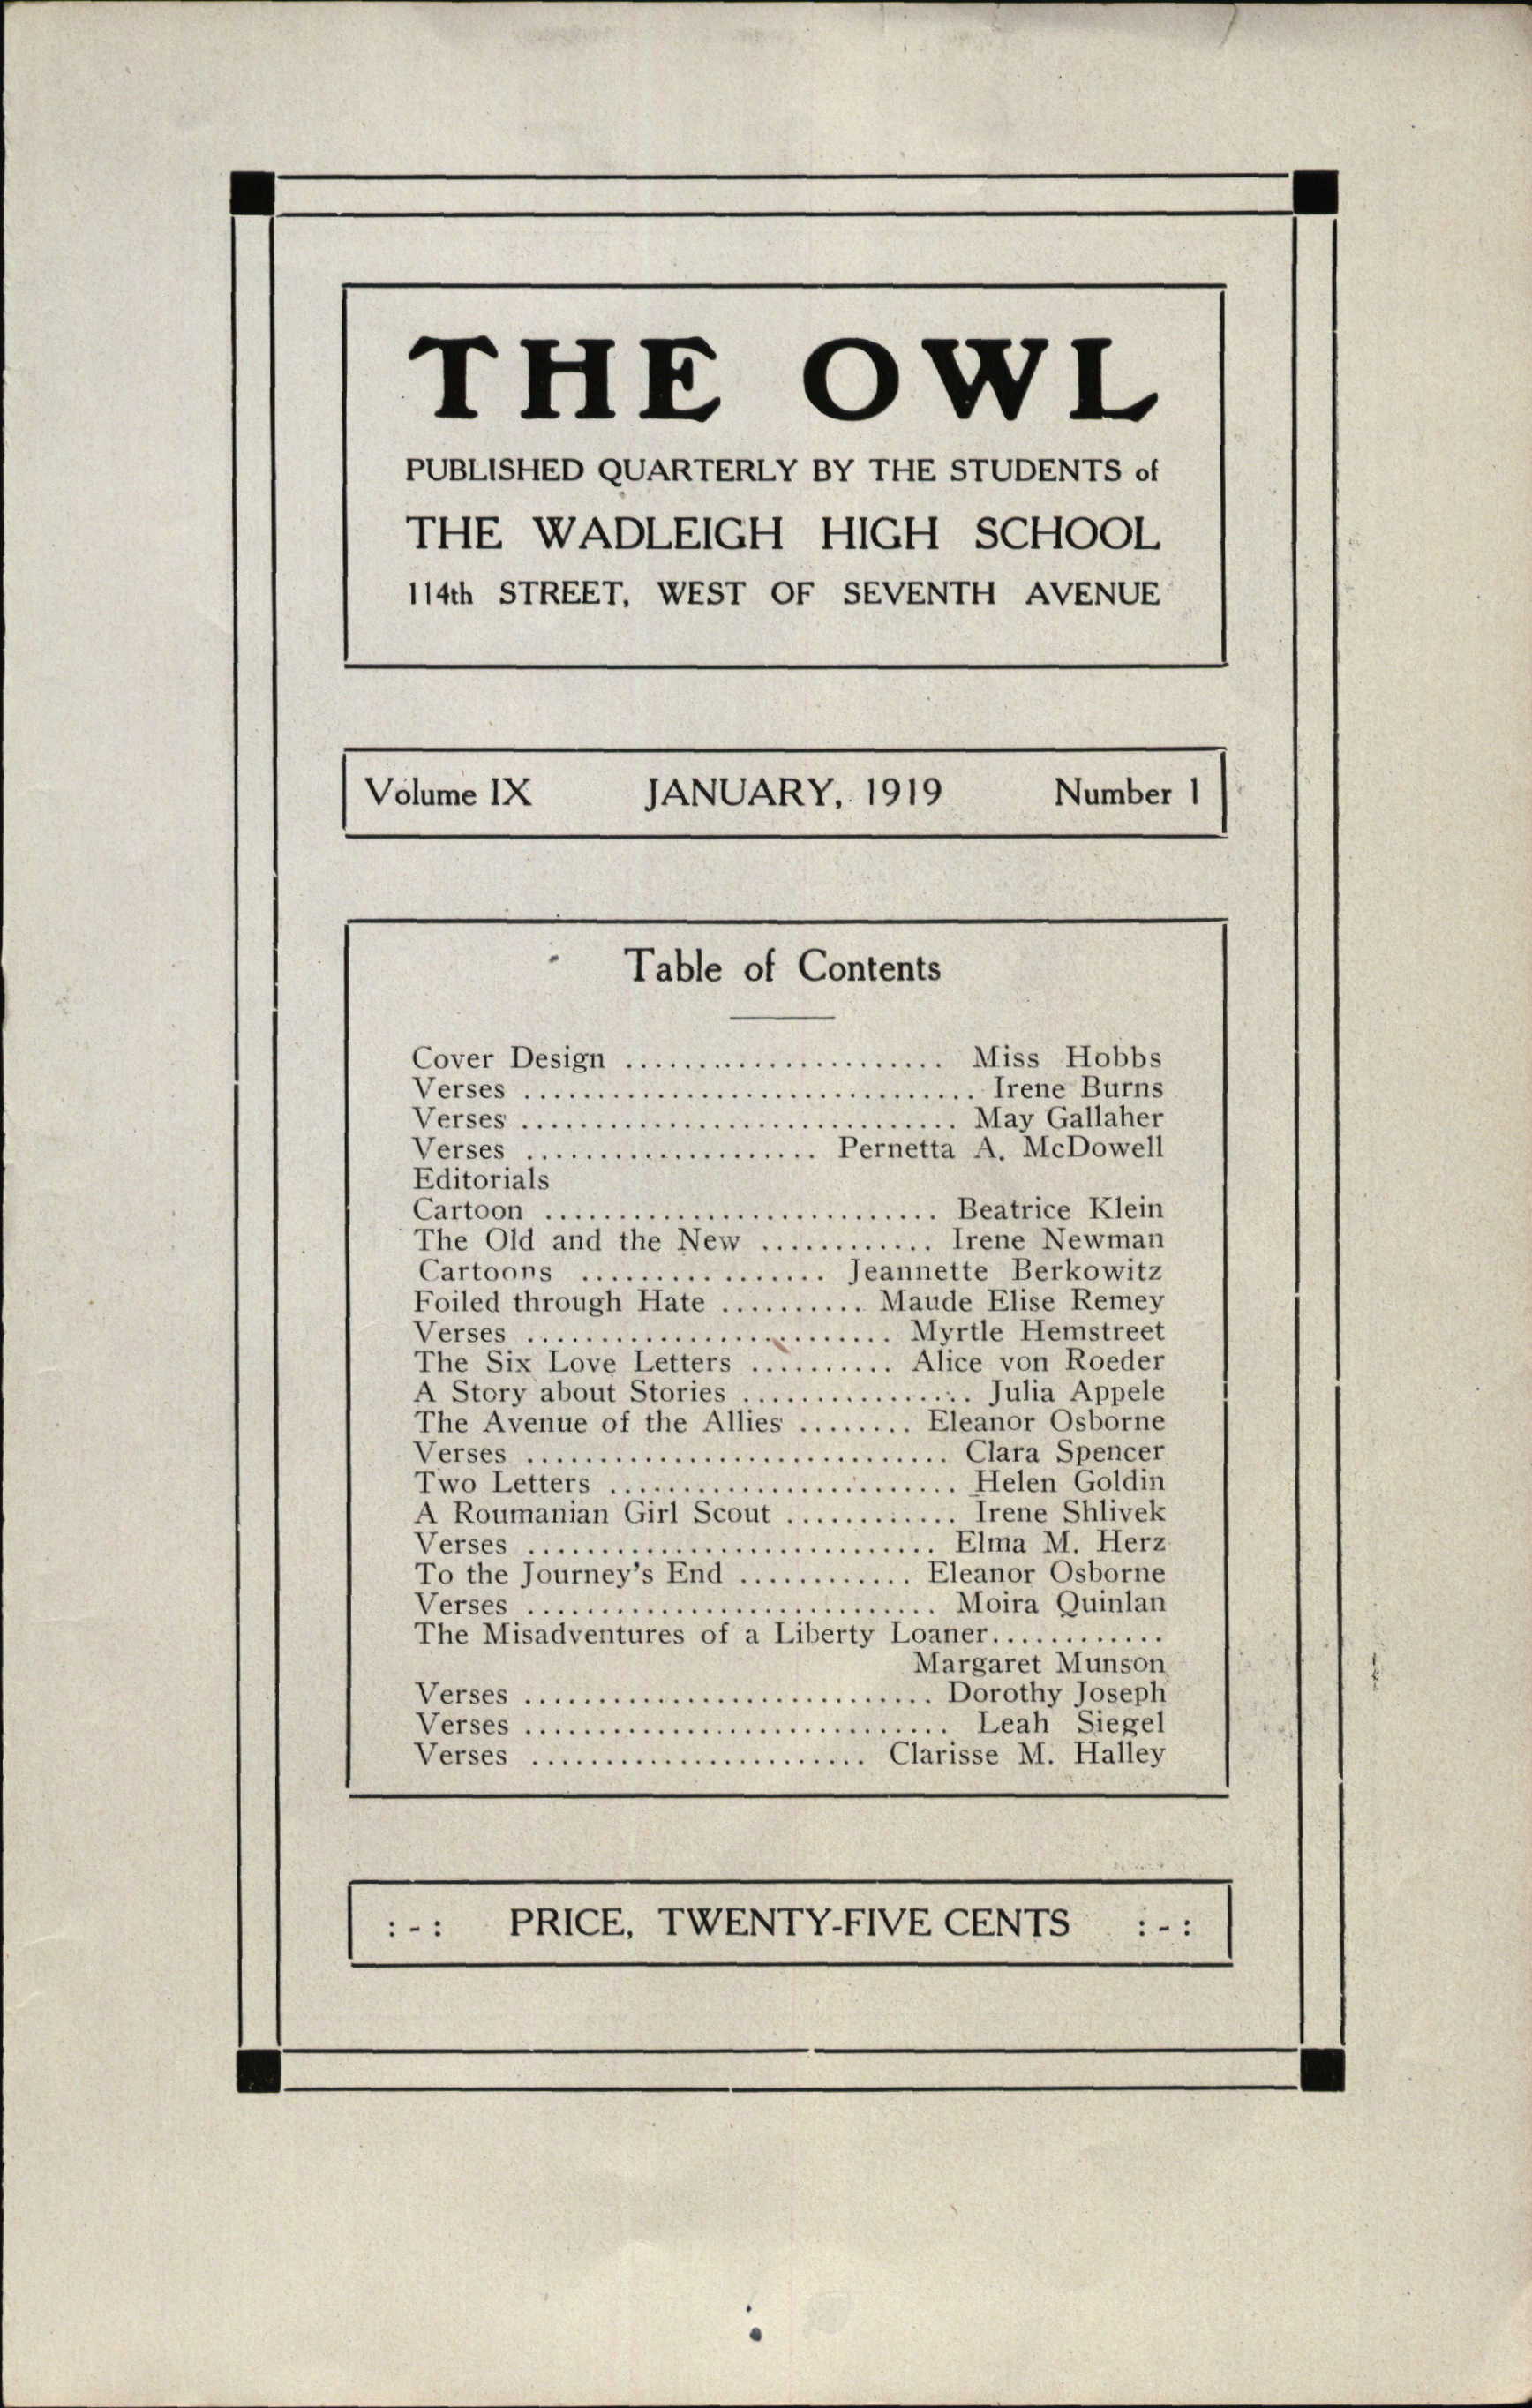 THE OWL
PUBLISHED QUARTERLY BY THE STUDENTS of
THE WADLEIGH HIGH SCHOOL
114th STREET, WEST OF SEVENTH AVENUE
Volume IX JANUARY, 1919 Number 1
Table of Contents
Cover Design ...................... Miss Hobbs
Verses ............................... Irene Burns
Verses .............................. May Gallaher
Verses .................... Pernetta A. McDowell
Editorials
Cartoon ........................... Beatrice Klein
The Old and the New ............ Irene Newman
Cartoons ................. Jeannette Berkowitz
Foiled through Hate .......... Maude Elise Remey
Verses ......................... Myrtle Hemstreet
The Six Love Letters .......... Alice von Roeder
A Story about Stories ................ Julia Appele
The Avenue of the Allies ........ Eleanor Osborne
Verses ............................. Clara Spencer
Two Letters ........................ Helen Goldin
A Roumanian Girl Scout ............ Irene Shlivek
Verses ............................ Elma M. Herz
To the Journey's End ............ Eleanor Osborne
Verses ............................ Moira Quinlan
The Misadventures of a Liberty Loaner............
Margaret Munson
Verses ............................ Dorothy Joseph
Verses ............................. Leah Siegel
Verses ....................... Clarisse M. Halley
:-: PRICE, TWENTY-FIVE CENTS :-: